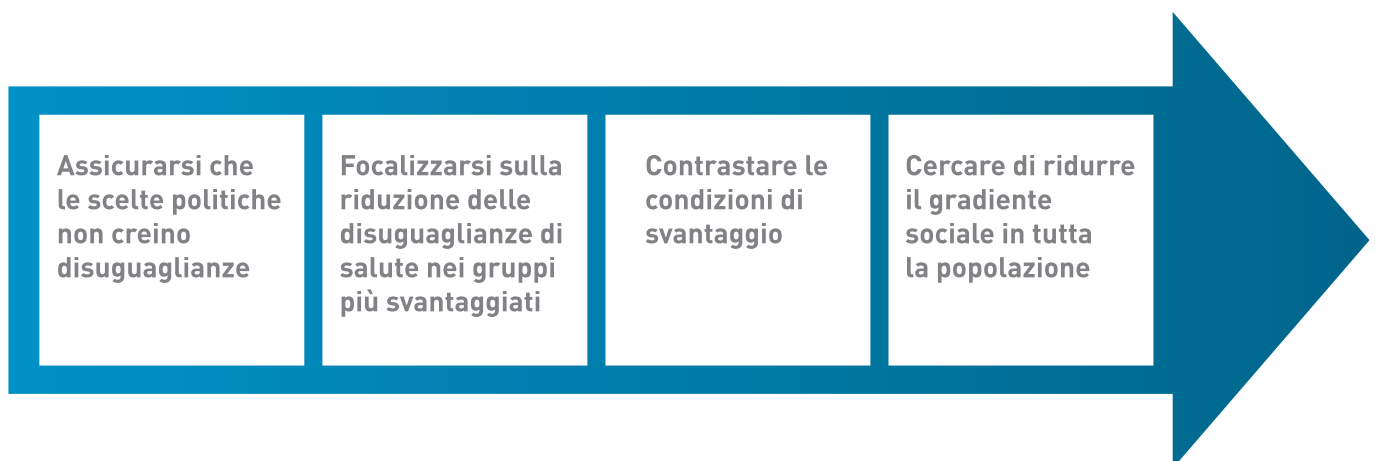 Assicurarsi che
le scelte politiche
non creino
disuguaglianze
Focalizzarsi sulla
riduzione delle
disuguaglianze di
salute nei gruppi
più svantaggiati
Contrastare le
condizioni di
svantaggio
Cercare di ridurre
il gradiente
sociale in tutta
la popolazione